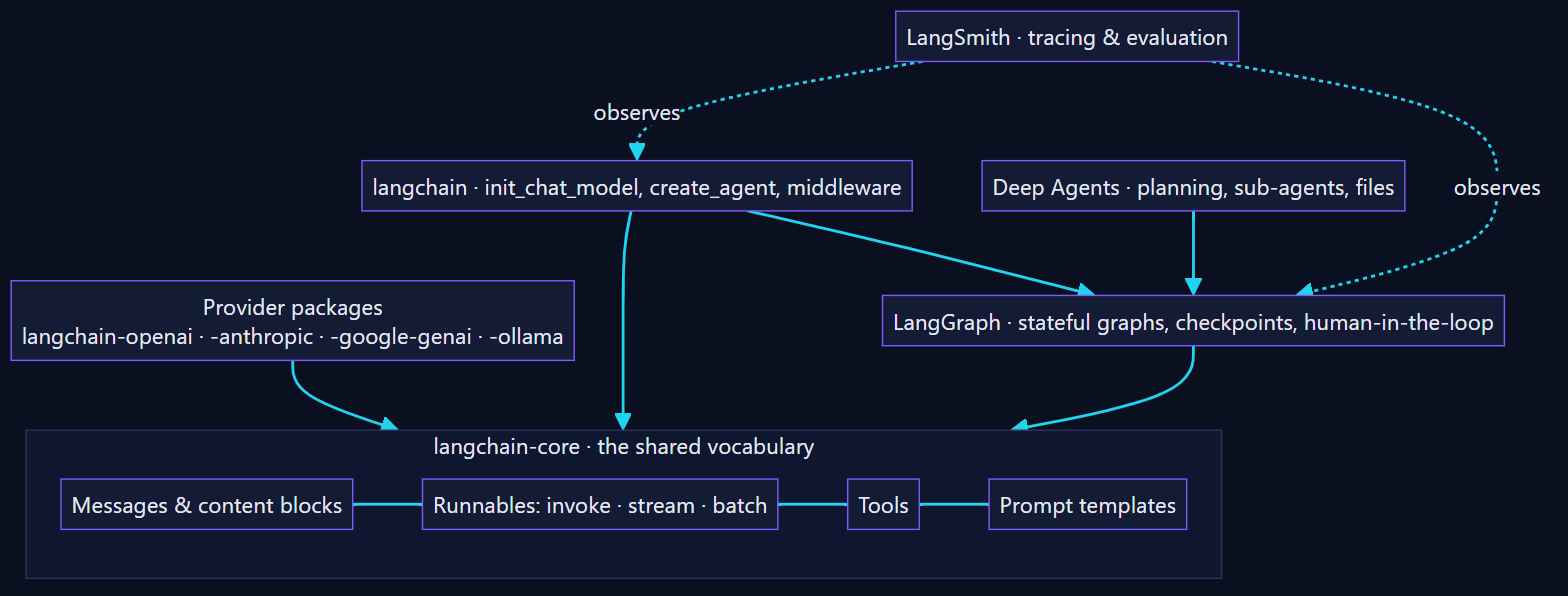 LangSmith · tracing & evaluation
observes
langchain · init_chat_model, create_agent, middleware
Deep Agents · planning, sub-agents, files
observes
Provider packages
langchain-openai · -anthropic · -google-genai · -ollama
LangGraph · stateful graphs, checkpoints, human-in-the-loop
langchain-core · the shared vocabulary
Messages & content blocks
Runnables: invoke · stream · batch
Tools
Prompt templates